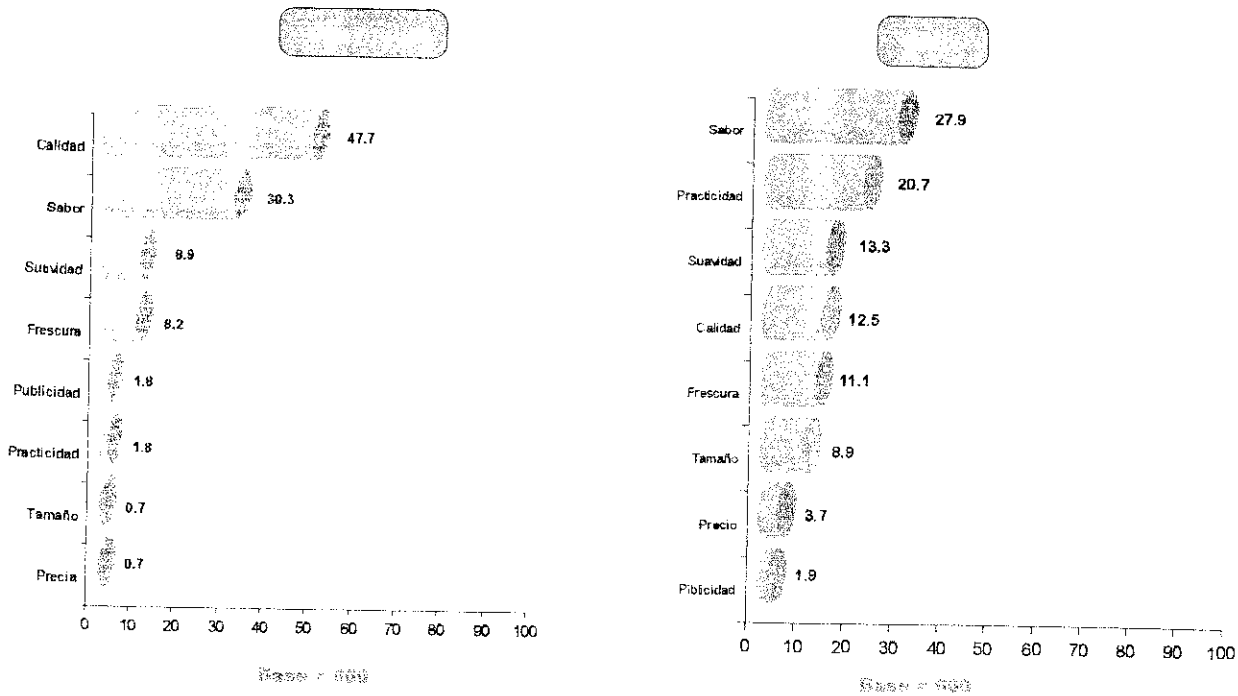 Calidad 47.7
Sabor 30.3
Suavidad 8.9
Frescura 8.2
Publicidad 1.8
Practicidad 1.8
Tamaño 0.7
Precia 0.7
0 10 20 30 40 50 60 70 80 90 100
Sabor 27.9
Practicidad 20.7
Suavidad 13.3
Calidad 12.5
Frescura 11.1
Tamaño 8.9
Precio 3.7
Piblicidad 1.9
0 10 20 30 40 50 60 70 80 90 100